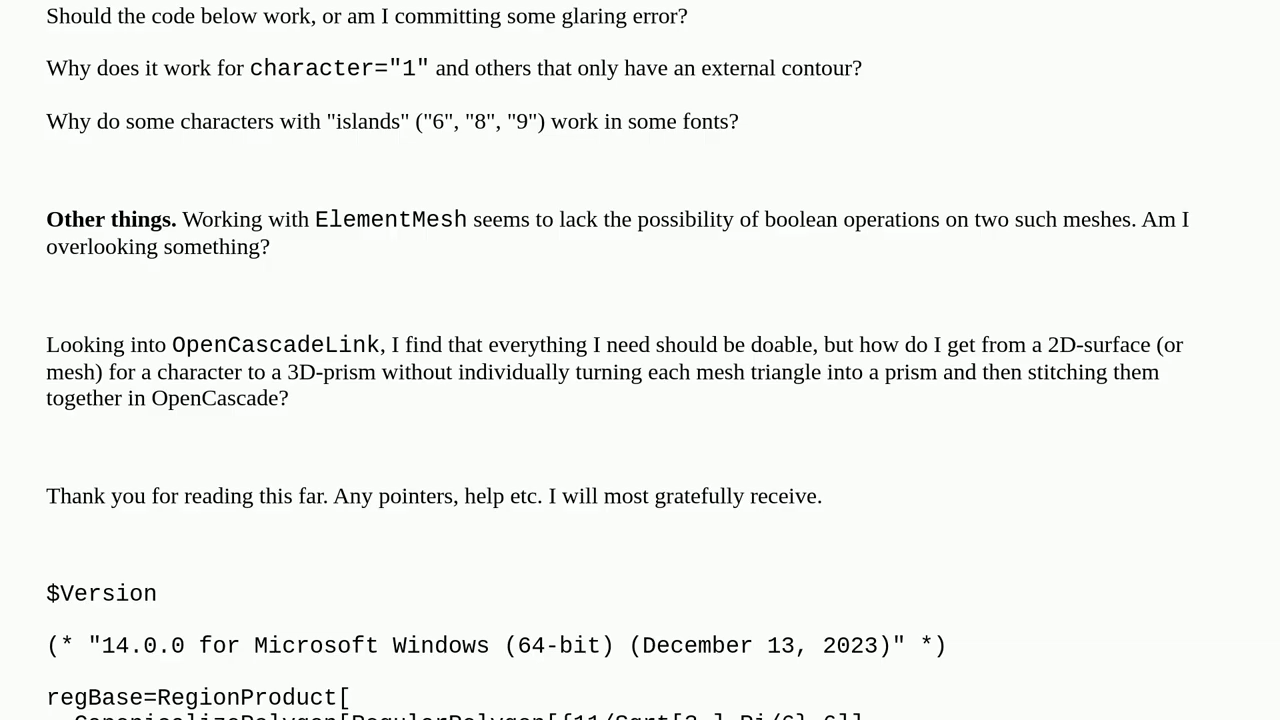 Should the code below work, or am I committing some glaring error?
Why does it work for character="1" and others that only have an external contour?
Why do some characters with "islands" ("6", "8", "9") work in some fonts?
Other things. Working with ElementMesh seems to lack the possibility of boolean operations on two such meshes. Am I
overlooking something?
Looking into OpenCascadeLink, I find that everything I need should be doable, but how do I get from a 2D-surface (or
mesh) for a character to a 3D-prism without individually turning each mesh triangle into a prism and then stitching them
together in OpenCascade?
Thank you for reading this far. Any pointers, help etc. I will most gratefully receive.
$Version
(* "14.0.0 for Microsoft Windows (64-bit) (December 13, 2023)" *)
regBase=RegionProduct[